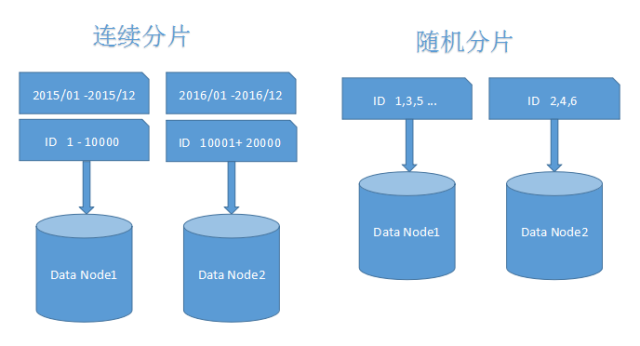 连续分片
2015/01 -2015/12
2016/01 -2016/12
ID 1 - 10000
ID 10001+ 20000
Data Node1
Data Node2
随机分片
ID 1,3,5 ...
ID 2,4,6
Data Node1
Data Node2